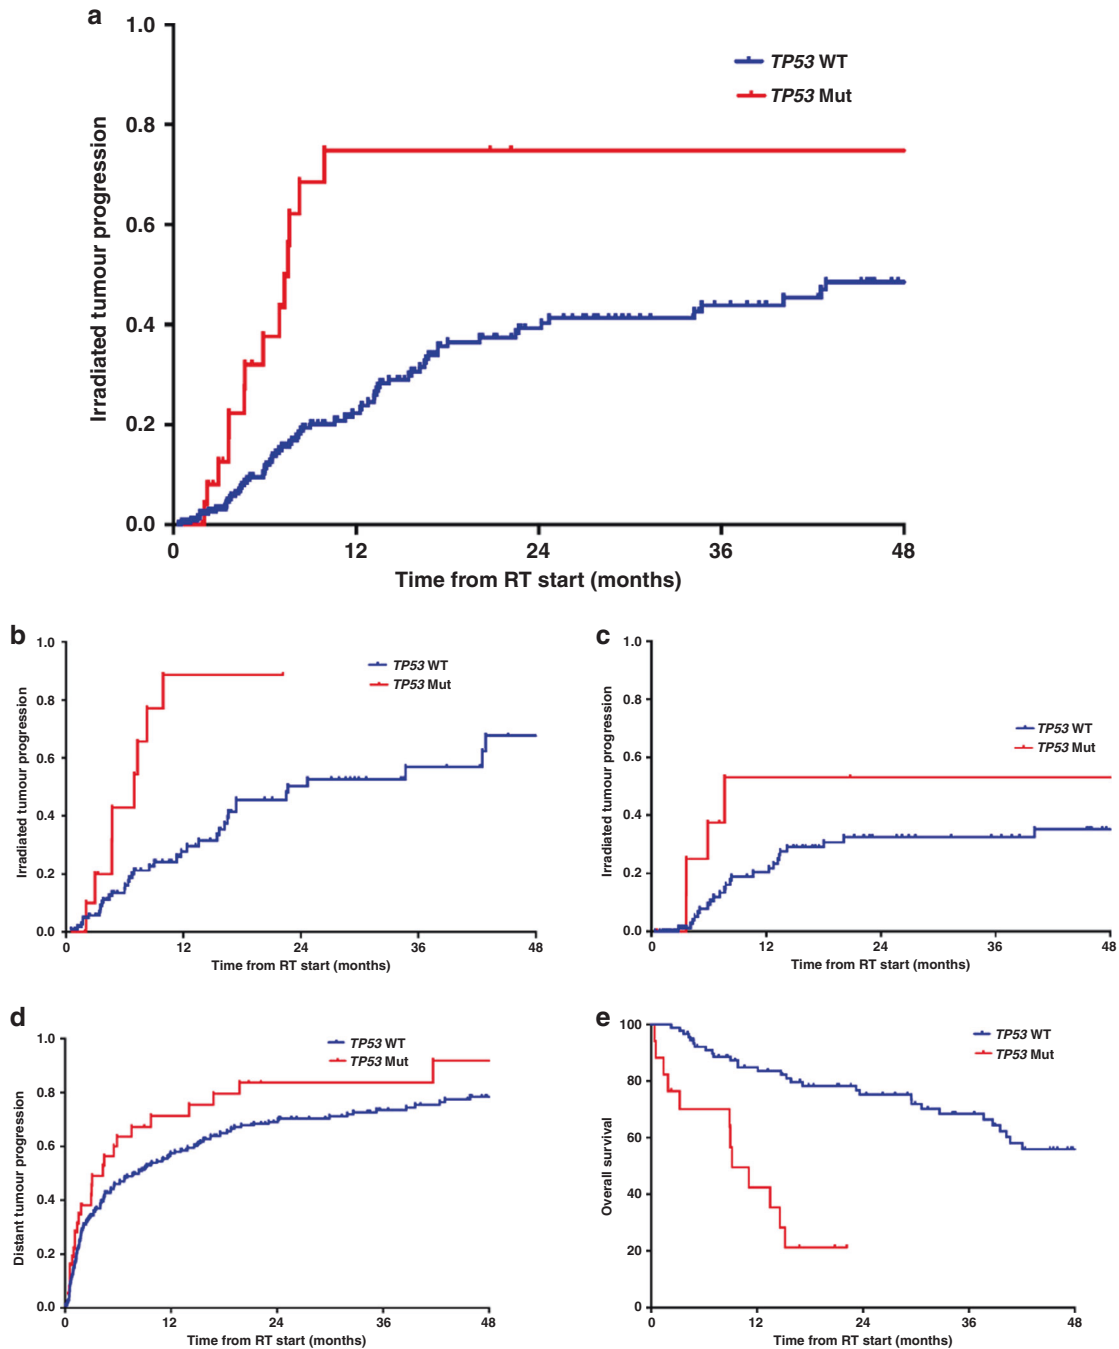 a
1.0
0.8
0.6
0.4
0.2
0.0
Irradiated tumour progression
TP53 WT
TP53 Mut
0 12 24 36 48
Time from RT start (months)
b
1.0
0.8
0.6
0.4
0.2
0.0
Irradiated tumour progression
TP53 WT
TP53 Mut
0 12 24 36 48
Time from RT start (months)
c
1.0
0.8
0.6
0.4
0.2
0.0
Irradiated tumour progression
TP53 WT
TP53 Mut
0 12 24 36 48
Time from RT start (months)
d
1.0
0.8
0.6
0.4
0.2
0.0
Distant tumour progression
TP53 WT
TP53 Mut
0 12 24 36 48
Time from RT start (months)
e
100
80
60
40
20
0
Overall survival
TP53 WT
TP53 Mut
0 12 24 36 48
Time from RT start (months)